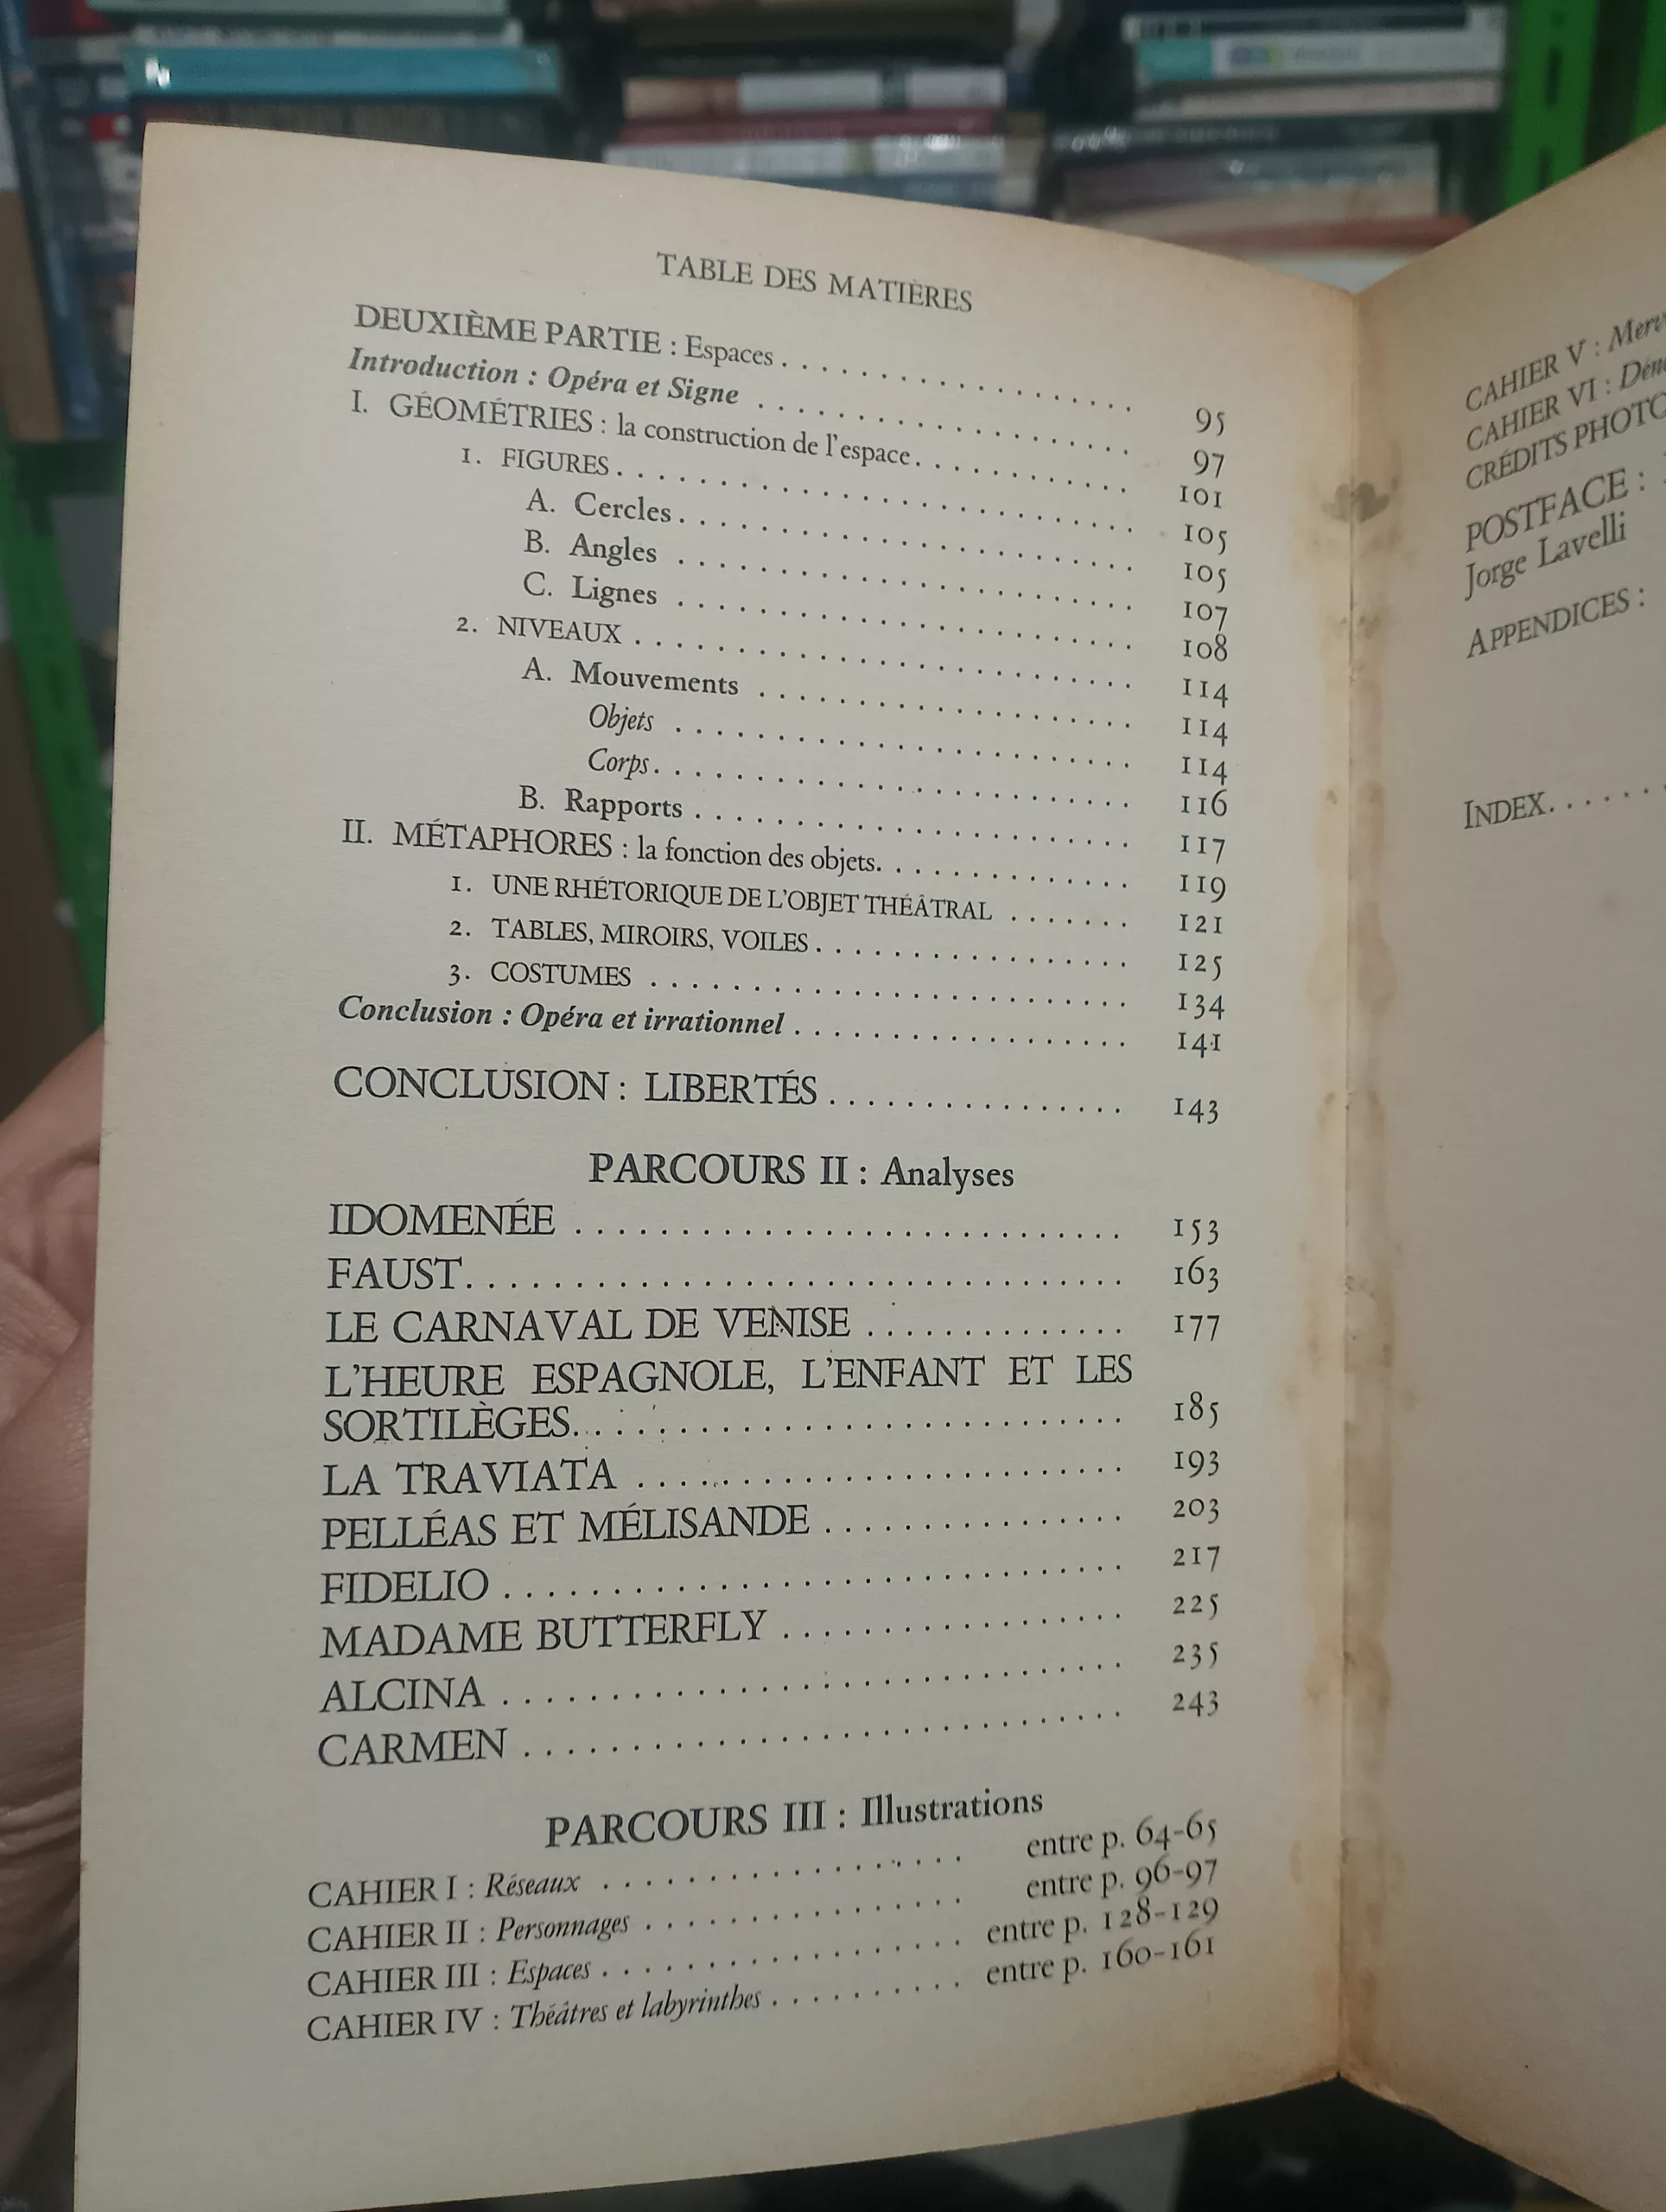 TABLE DES MATIÈRES
DEUXIÈME PARTIE : Espaces . . . . . . . . . . . . . . . . . . 95
Introduction : Opéra et Signe . . . . . . . . . . . . . . . . . . . 97
I. GÉOMÉTRIES : la construction de l'espace. . . . . . . . . . . . 101
1. FIGURES . . . . . . . . . . . . . . . . . . . . . . . . . . 105
A. Cercles . . . . . . . . . . . . . . . . . . . . . . . 105
B. Angles . . . . . . . . . . . . . . . . . . . . . . . 107
C. Lignes . . . . . . . . . . . . . . . . . . . . . . . 108
2. NIVEAUX . . . . . . . . . . . . . . . . . . . . . . . . . 114
A. Mouvements . . . . . . . . . . . . . . . . . . . 114
Objets . . . . . . . . . . . . . . . . . . . . . . . 114
Corps. . . . . . . . . . . . . . . . . . . . . . . . 116
B. Rapports . . . . . . . . . . . . . . . . . . . . . . 117
II. MÉTAPHORES : la fonction des objets. . . . . . . . . . . . . 119
1. UNE RHÉTORIQUE DE L'OBJET THÉÂTRAL . . . . . . . 121
2. TABLES, MIROIRS, VOILES . . . . . . . . . . . . . . . . 125
3. COSTUMES . . . . . . . . . . . . . . . . . . . . . . . . 134
Conclusion : Opéra et irrationnel . . . . . . . . . . . . . . . . . 141
CONCLUSION : LIBERTÉS . . . . . . . . . . . . . . . . 143
PARCOURS II : Analyses
IDOMENÉE . . . . . . . . . . . . . . . . . . . . . . . . . . 153
FAUST. . . . . . . . . . . . . . . . . . . . . . . . . . . . . . . 163
LE CARNAVAL DE VENISE . . . . . . . . . . . . . . 177
L'HEURE ESPAGNOLE, L'ENFANT ET LES
SORTILÈGES. . . . . . . . . . . . . . . . . . . . . . . . . . 185
LA TRAVIATA . . . . . . . . . . . . . . . . . . . . . . . 193
PELLÉAS ET MÉLISANDE . . . . . . . . . . . . . . . . 203
FIDELIO . . . . . . . . . . . . . . . . . . . . . . . . . . . . . 217
MADAME BUTTERFLY . . . . . . . . . . . . . . . . . 225
ALCINA . . . . . . . . . . . . . . . . . . . . . . . . . . . . . 235
CARMEN . . . . . . . . . . . . . . . . . . . . . . . . . . . . 243
PARCOURS III : Illustrations
CAHIER I : Réseaux . . . . . . . . . . . . . . . . . . entre p. 64-65
CAHIER II : Personnages . . . . . . . . . . . . . . . . entre p. 96-97
CAHIER III : Espaces . . . . . . . . . . . . . . . . . . entre p. 128-129
CAHIER IV : Théâtres et labyrinthes . . . . . . . . . . entre p. 160-161
CAHIER V :
CAHIER VI :
CRÉDITS
POSTFACE :
Jorge Lavelli
APPENDICES :
INDEX. . . . . . .